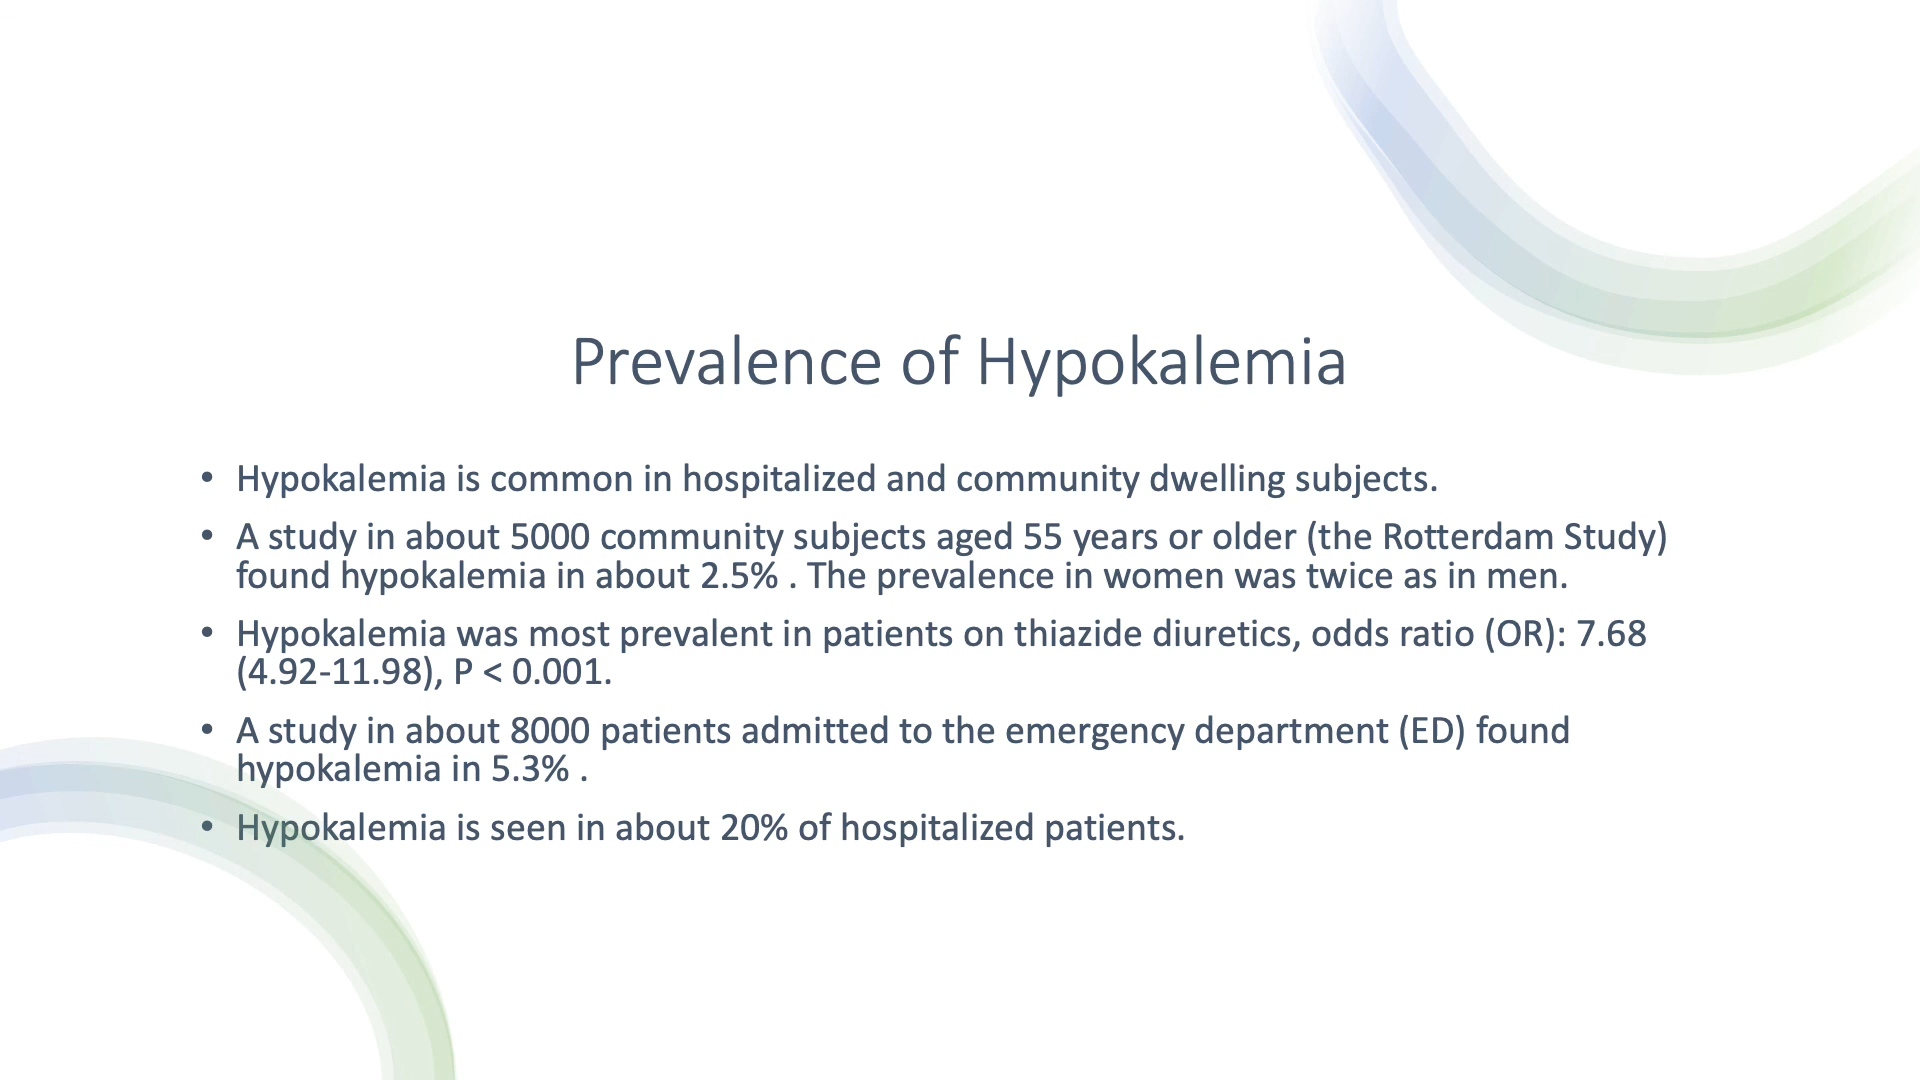 Prevalence of Hypokalemia
• Hypokalemia is common in hospitalized and community dwelling subjects.
• A study in about 5000 community subjects aged 55 years or older (the Rotterdam Study)
found hypokalemia in about 2.5% . The prevalence in women was twice as in men.
• Hypokalemia was most prevalent in patients on thiazide diuretics, odds ratio (OR): 7.68
(4.92-11.98), P < 0.001.
• A study in about 8000 patients admitted to the emergency department (ED) found
hypokalemia in 5.3% .
• Hypokalemia is seen in about 20% of hospitalized patients.